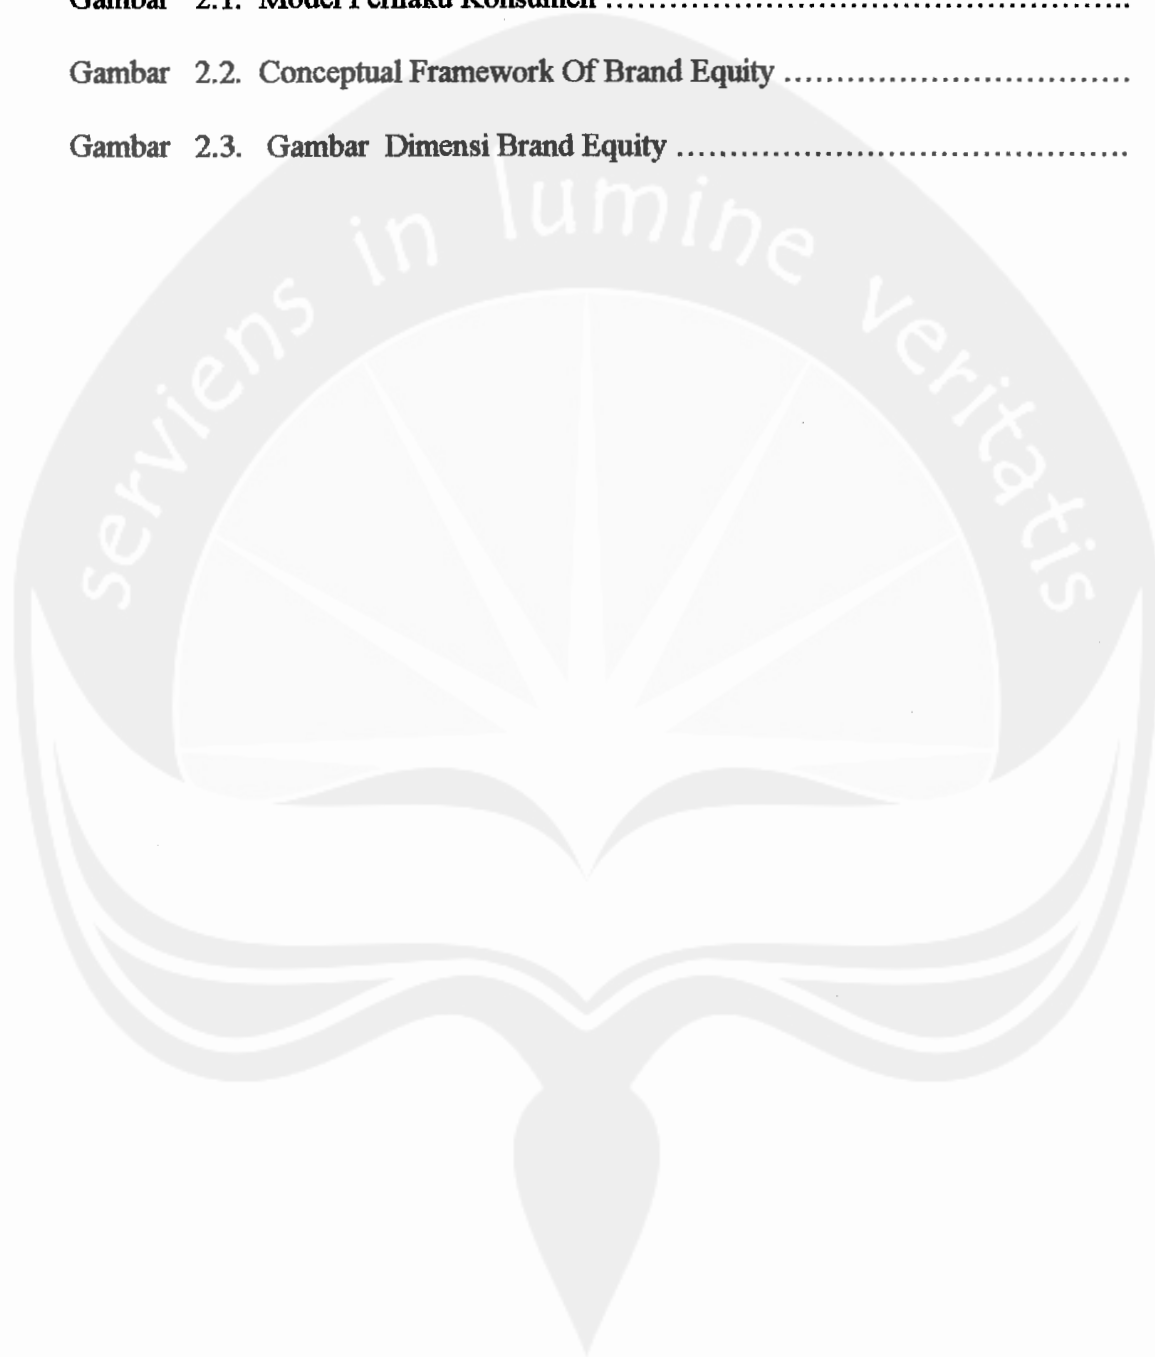 Gambar 2.1. Model Perilaku Konsumen ........................................................
Gambar 2.2. Conceptual Framework Of Brand Equity ................................
Gambar 2.3. Gambar Dimensi Brand Equity ..........................................
serviens in lumine veritatis